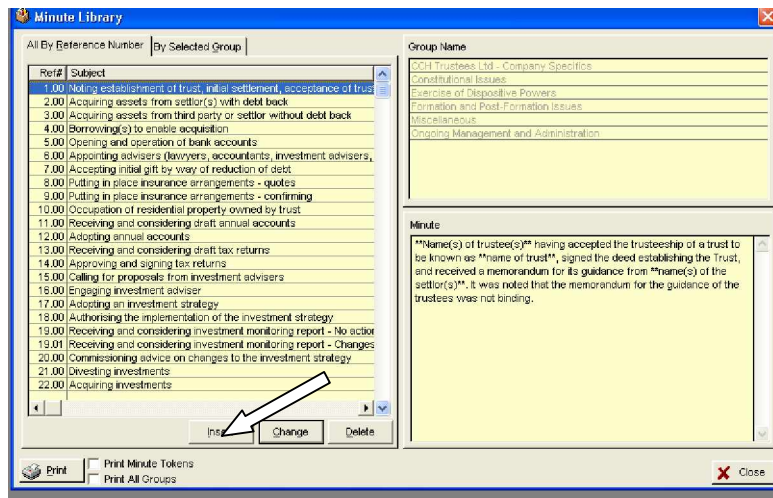 Minute Library
All By Reference Number By Selected Group
Ref# Subject
1.00 Noting establishment of trust, initial settlement, acceptance of trus
2.00 Acquiring assets from settlor(s) with debt back
3.00 Acquiring assets from third party or settlor without debt back
4.00 Borrowing(s) to enable acquisition
5.00 Opening and operation of bank accounts
6.00 Appointing advisers (lawyers, accountants, investment advisers,
7.00 Accepting initial gift by way of reduction of debt
8.00 Putting in place insurance arrangements - quotes
9.00 Putting in place insurance arrangements - confirming
10.00 Occupation of residential property owned by trust
11.00 Receiving and considering draft annual accounts
12.00 Adopting annual accounts
13.00 Receiving and considering draft tax returns
14.00 Approving and signing tax returns
15.00 Calling for proposals from investment advisers
16.00 Engaging investment adviser
17.00 Adopting an investment strategy
18.00 Authorising the implementation of the investment strategy
19.00 Receiving and considering investment monitoring report - No action
19.01 Receiving and considering investment monitoring report - Changes
20.00 Commissioning advice on changes to the investment strategy
21.00 Divesting investments
22.00 Acquiring investments
Ins Change Delete
Print
Print Minute Tokens
Print All Groups
Group Name
CCH Trustees Ltd - Company Specifics
Constitutional Issues
Exercise of Dispositive Powers
Formation and Post-Formation Issues
Miscellaneous
Ongoing Management and Administration
Minute
**Name(s) of trustee(s)** having accepted the trusteeship of a trust to
be known as **name of trust**, signed the deed establishing the Trust,
and received a memorandum for its guidance from **name(s) of the
settlor(s)**. It was noted that the memorandum for the guidance of the
trustees was not binding.
Close